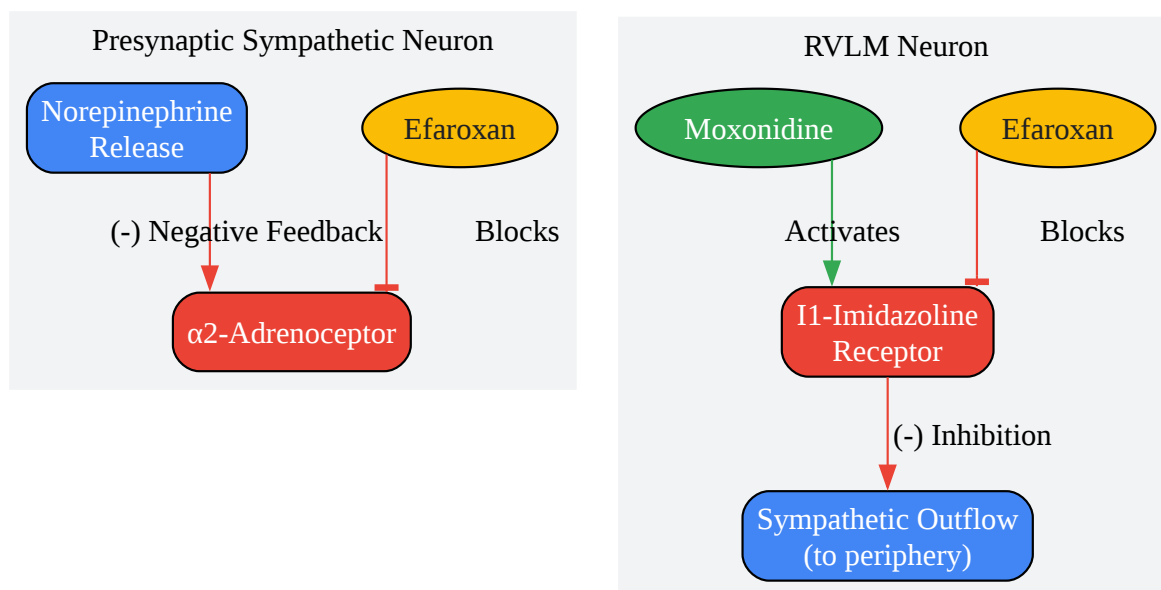 Presynaptic Sympathetic Neuron
Norepinephrine
Release
Efaroxan
(-) Negative Feedback
Blocks
α2-Adrenoceptor
RVLM Neuron
Moxonidine
Efaroxan
Activates
Blocks
I1-Imidazoline
Receptor
(-) Inhibition
Sympathetic Outflow
(to periphery)